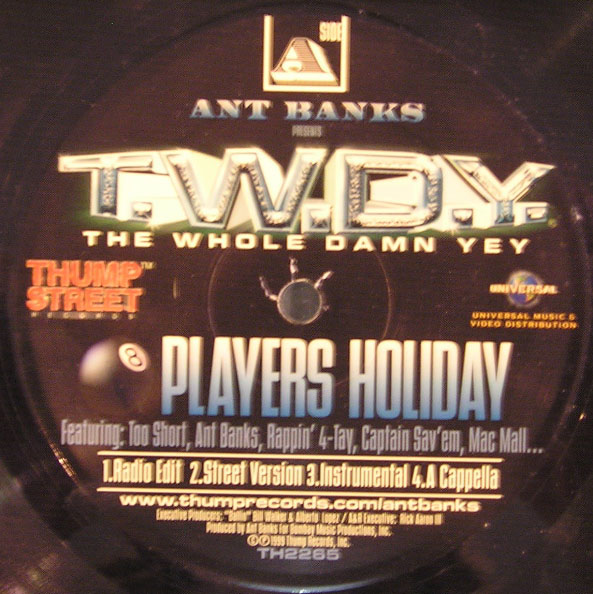 SIDE
A
ANT BANKS
PRESENTS
T.W.D.Y.
THE WHOLE DAMN YEY
THUMP™
STREET
RECORDS
UNIVERSAL
UNIVERSAL MUSIC &
VIDEO DISTRIBUTION
8
PLAYERS HOLIDAY
Featuring: Too Short, Ant Banks, Rappin' 4-Tay, Captain Sav'em, Mac Mall...
1.Radio Edit 2.Street Version 3.Instrumental 4.A Cappella
www.thumprecords.com/antbanks
Executive Producers: Bill Walker & Alberto Lopez / A&R Executive: Rick Aaron III
Produced by Ant Banks for Music Productions, Inc.
©℗1999 Thump Records, Inc.
TH2265